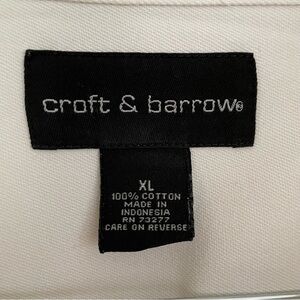 croft & barrow®
XL
100% COTTON
MADE IN
INDONESIA
RN 73277
CARE ON REVERSE